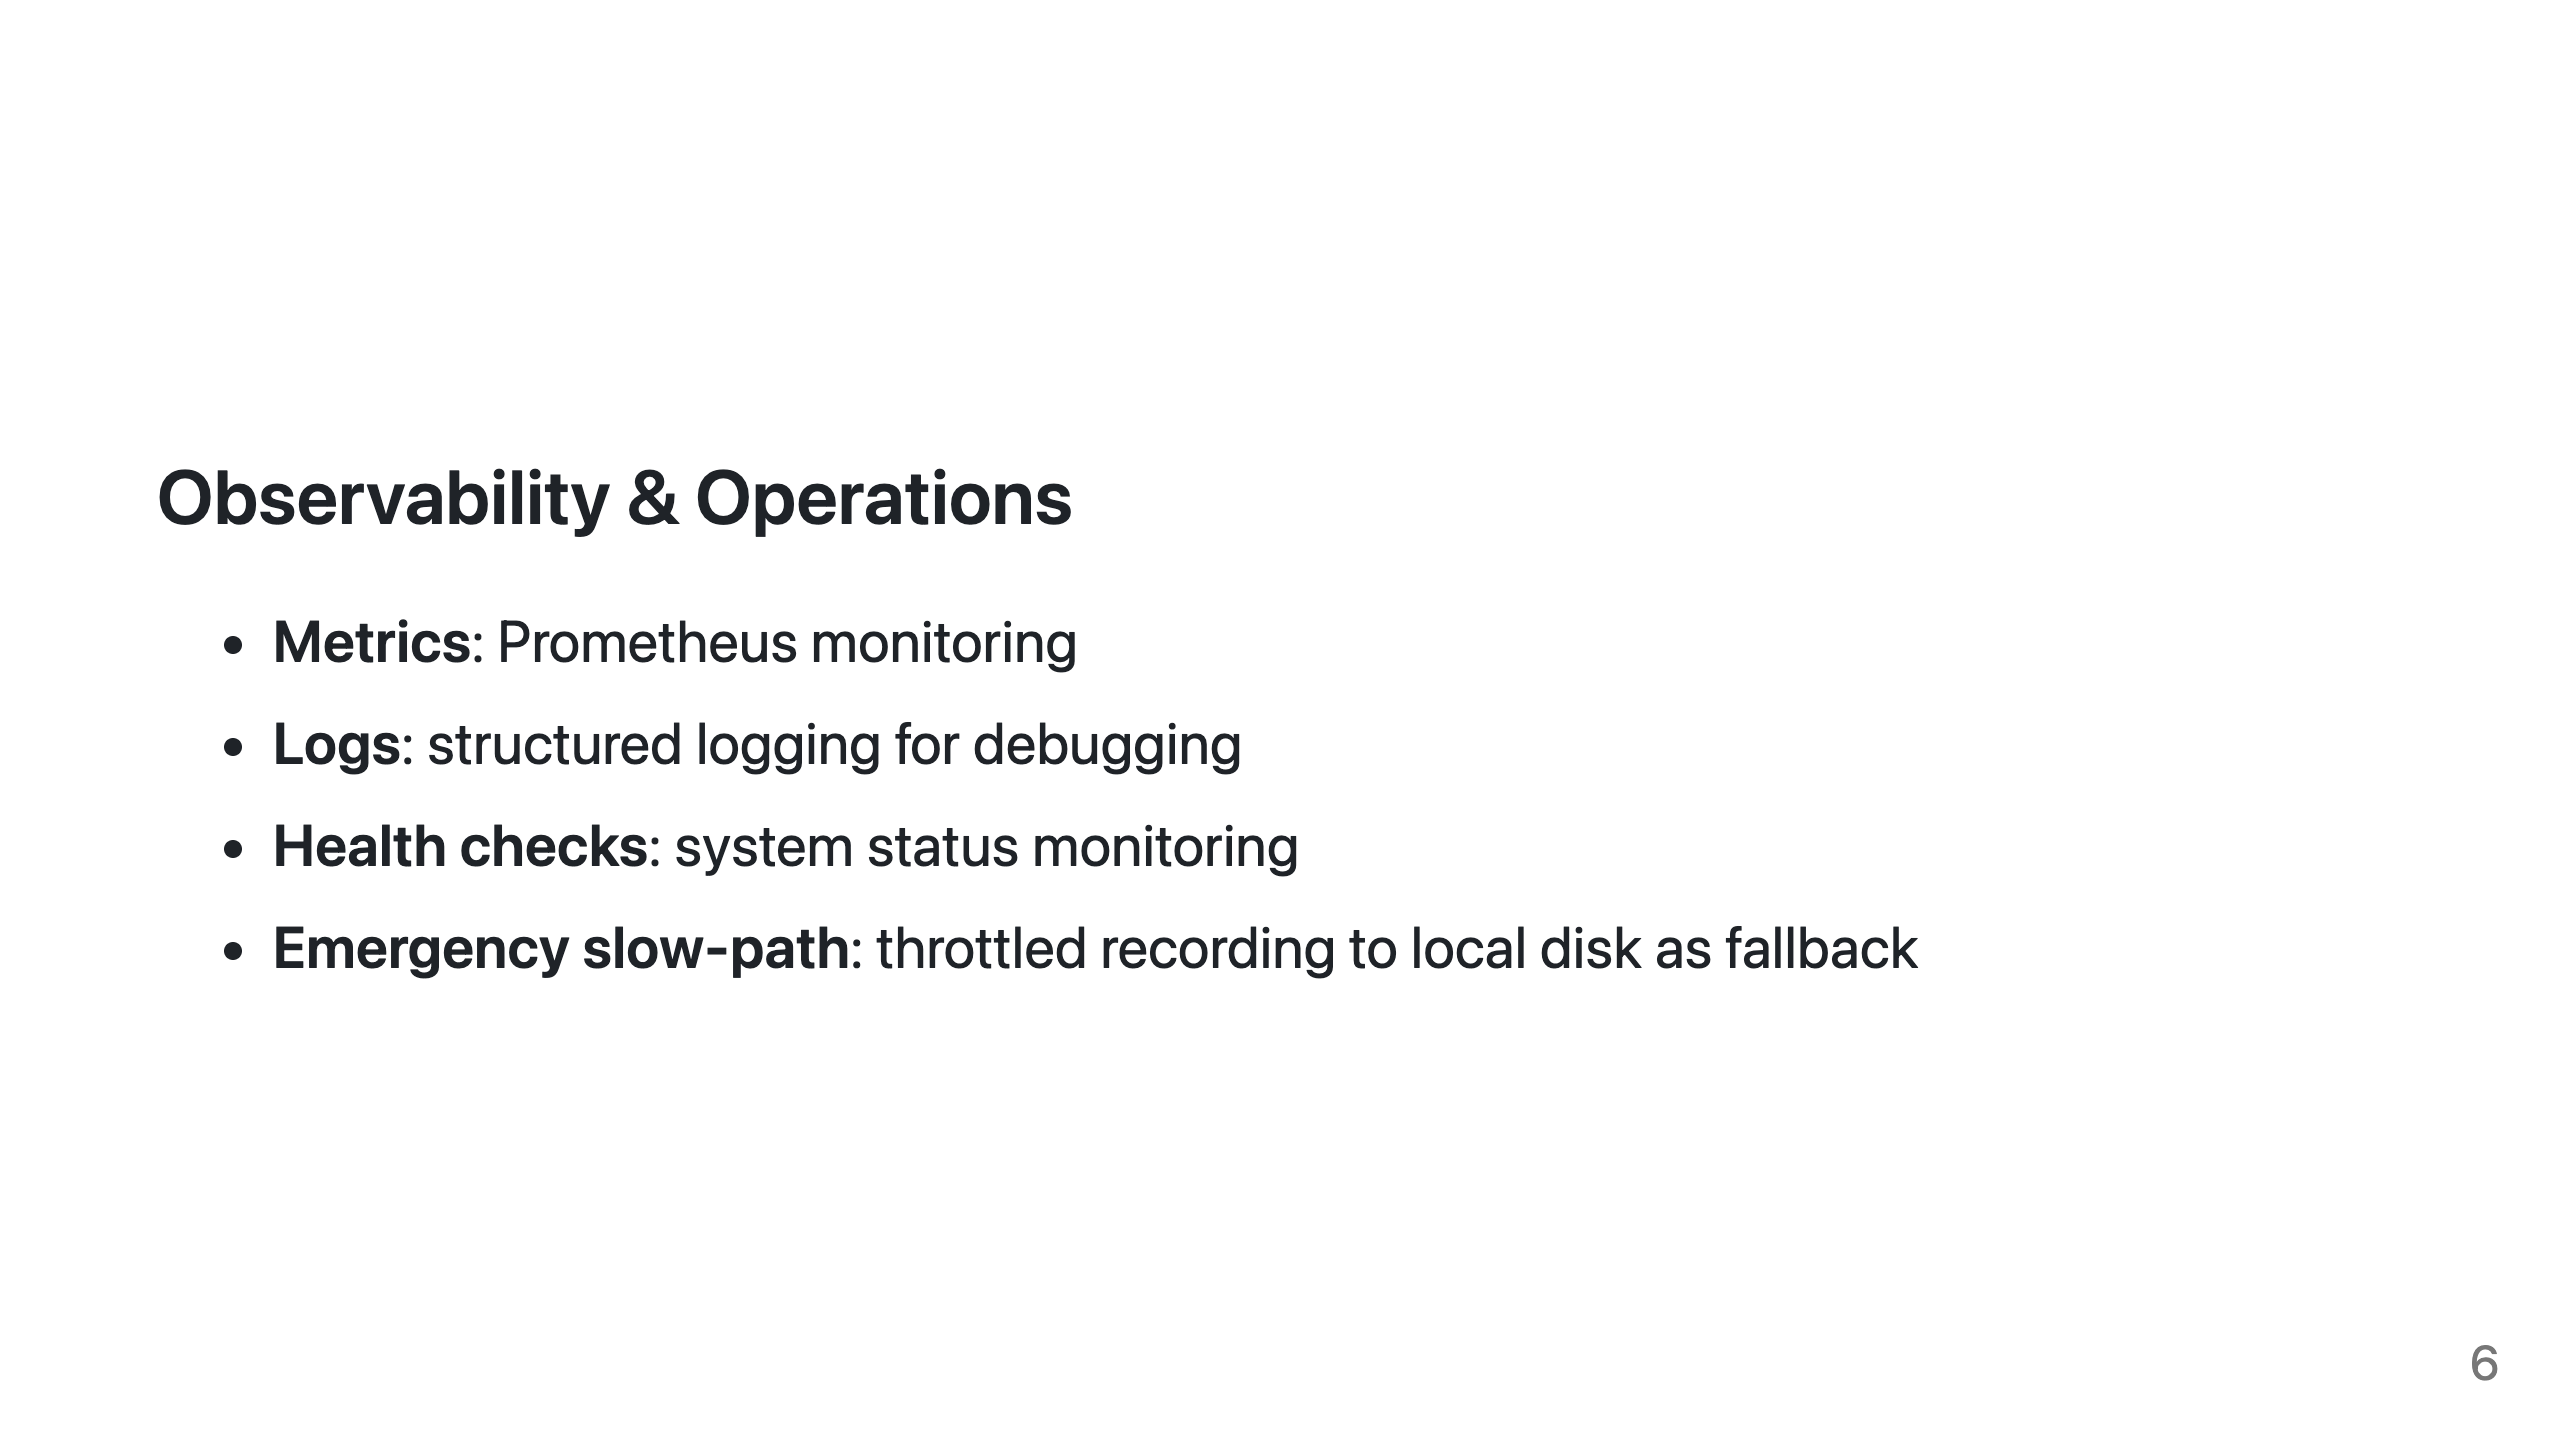 Observability & Operations
• Metrics: Prometheus monitoring
• Logs: structured logging for debugging
• Health checks: system status monitoring
• Emergency slow-path: throttled recording to local disk as fallback
6